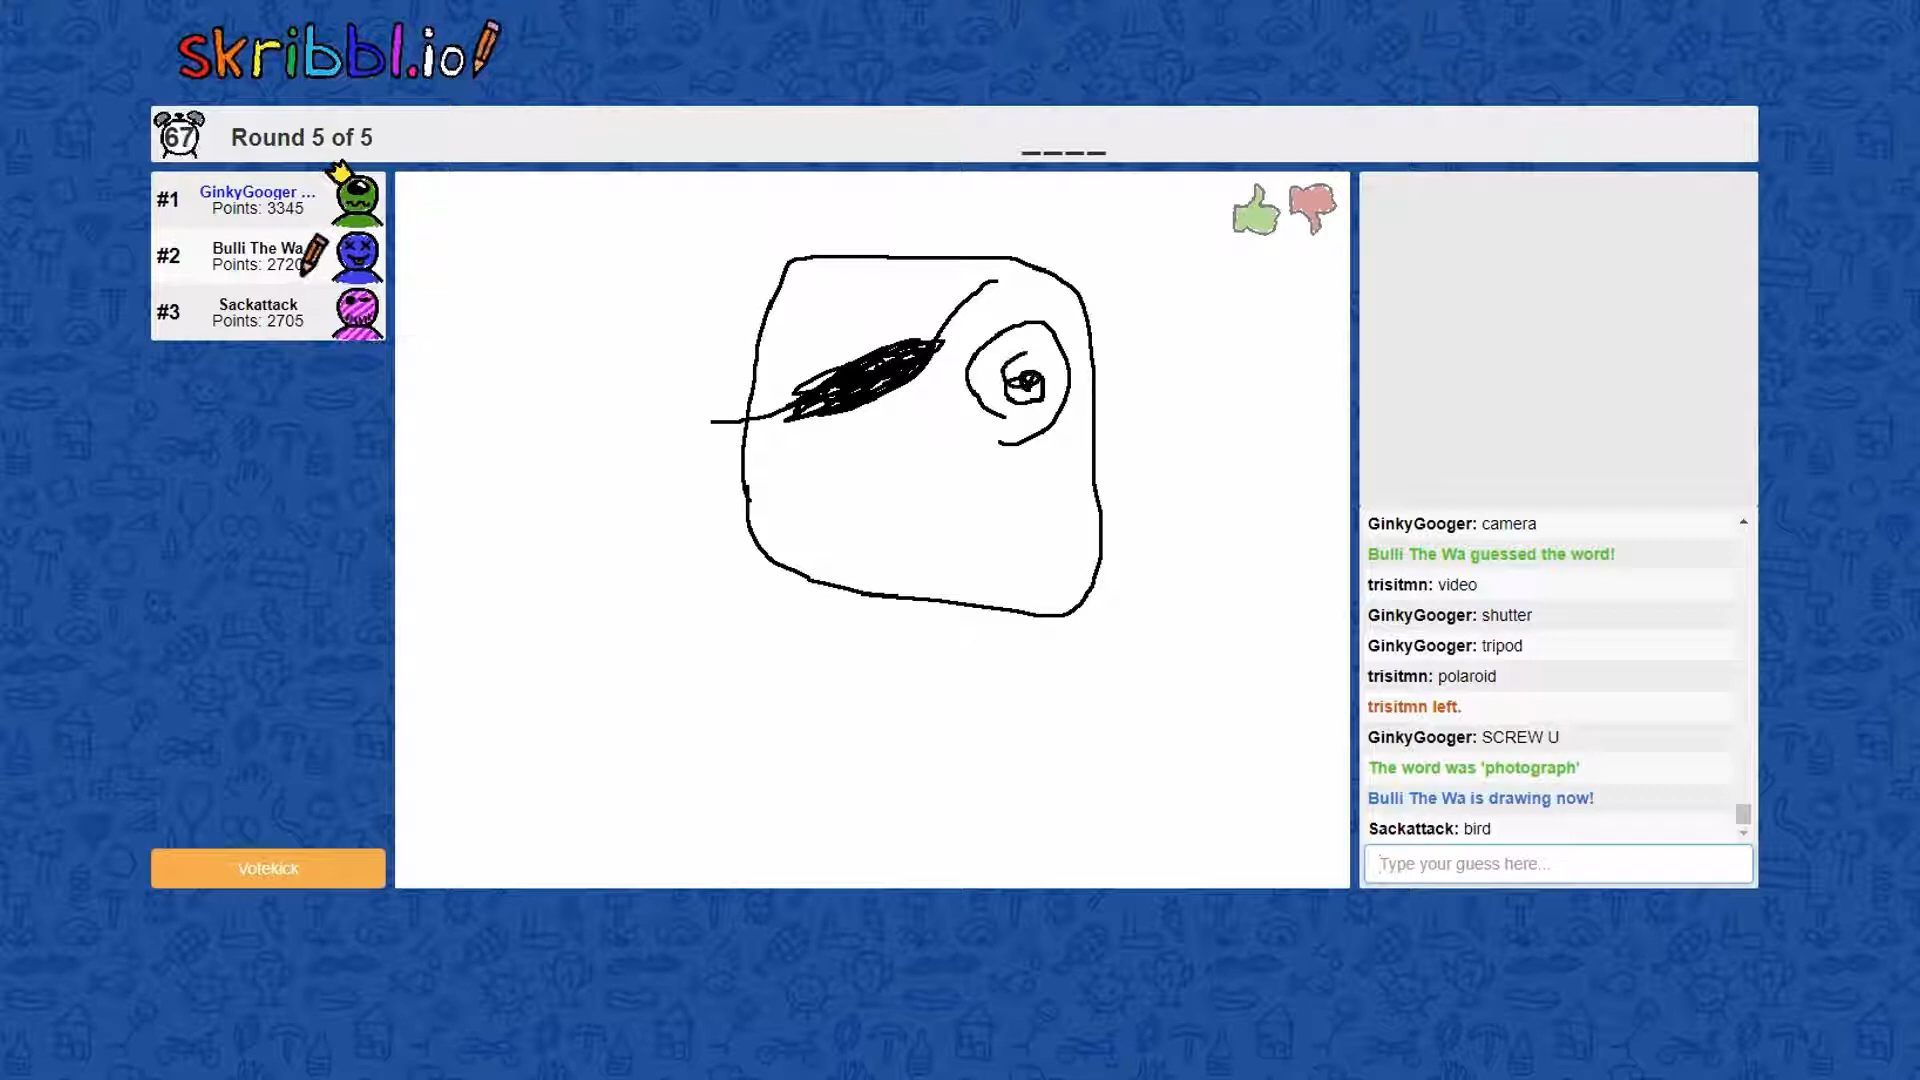 skribbl.io
67
Round 5 of 5
____
#1
GinkyGooger ...
Points: 3345
#2
Bulli The Wa
Points: 2720
#3
Sackattack
Points: 2705
Votekick
GinkyGooger: camera
Bulli The Wa guessed the word!
trisitmn: video
GinkyGooger: shutter
GinkyGooger: tripod
trisitmn: polaroid
trisitmn left.
GinkyGooger: SCREW U
The word was 'photograph'
Bulli The Wa is drawing now!
Sackattack: bird
Type your guess here...